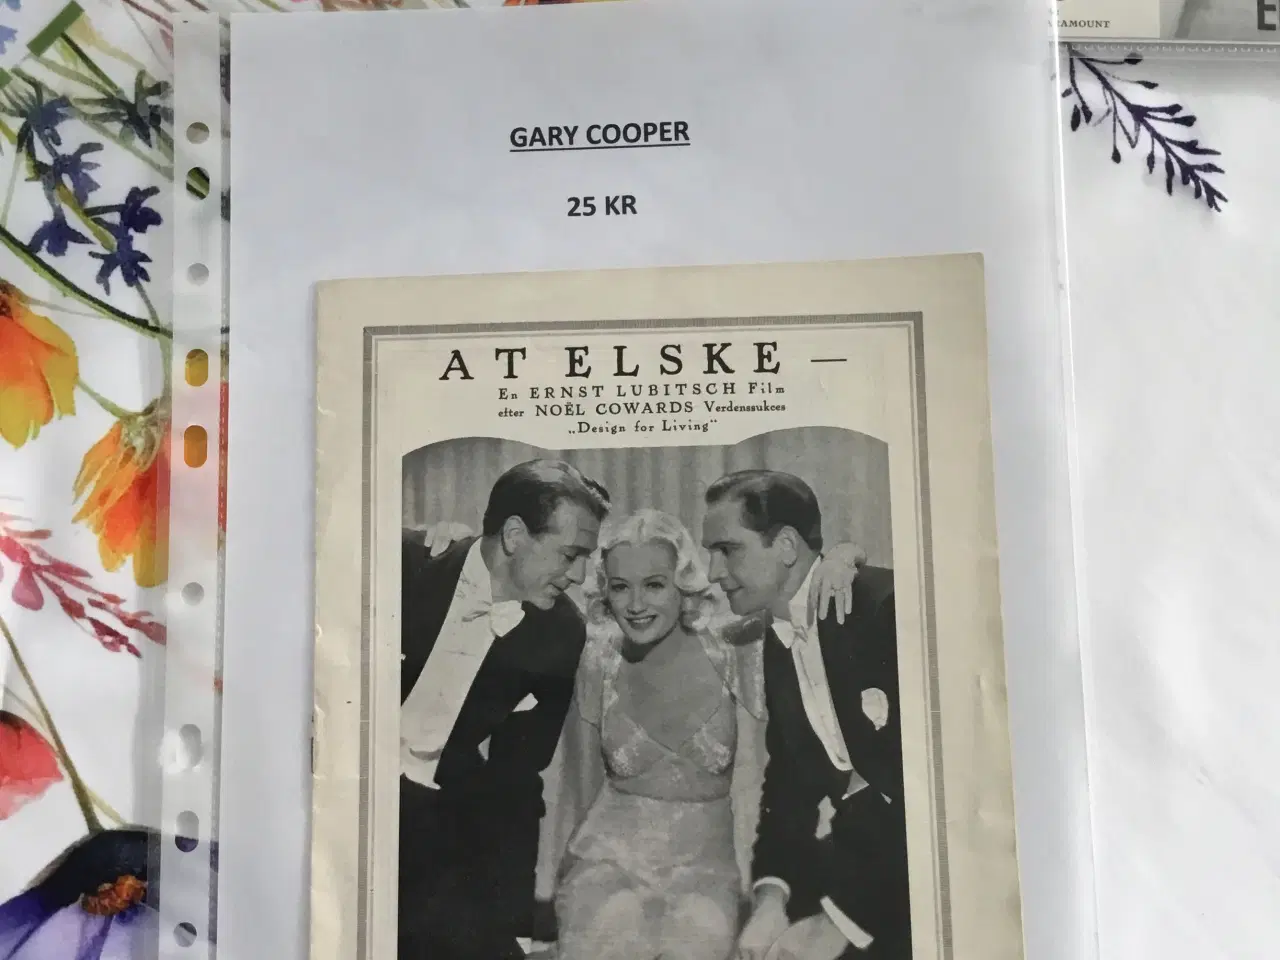 GARY COOPER
25 KR
AT ELSKE —
En ERNST LUBITSCH Film
efter NOËL COWARDS Verdenssukces
„Design for Living"